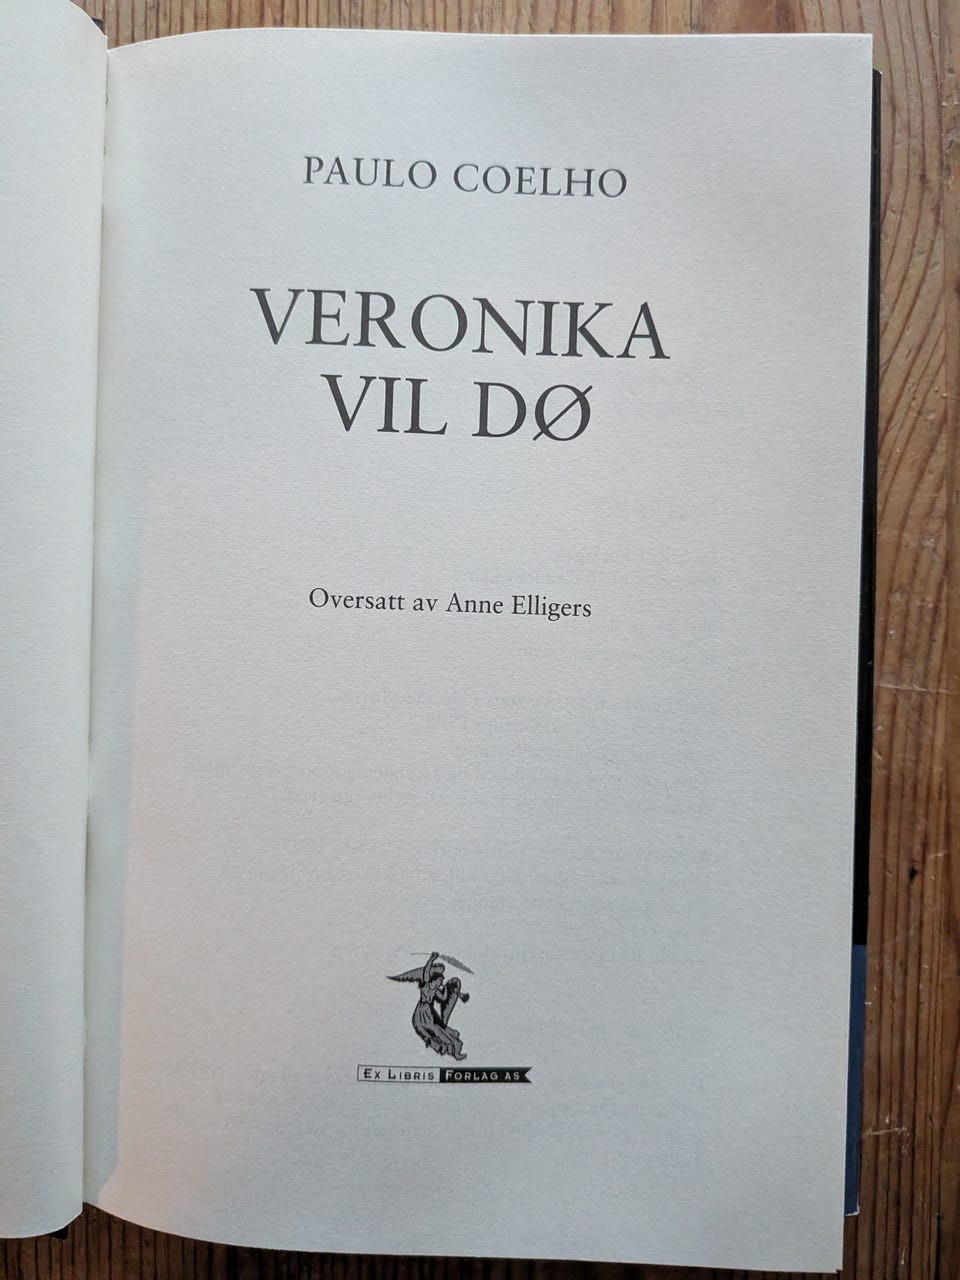 PAULO COELHO
VERONIKA
VIL DØ
Oversatt av Anne Elligers
EX LIBRIS FORLAG AS